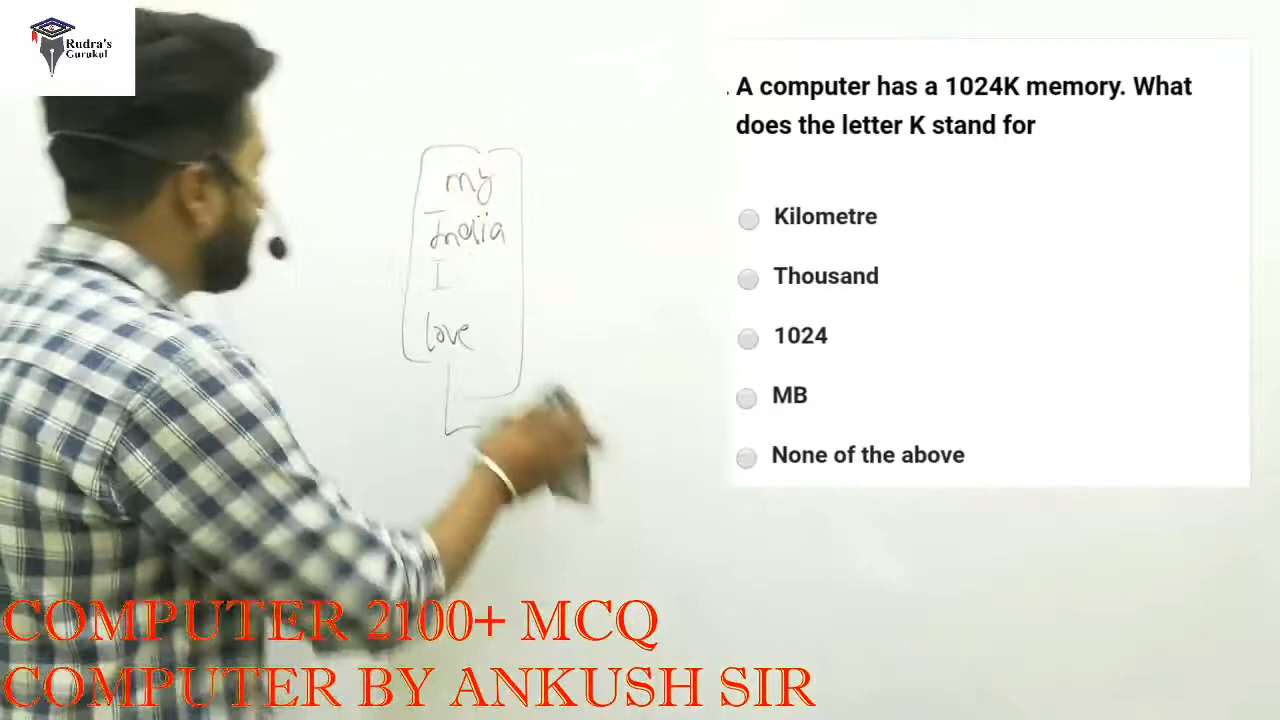 Rudra's
Gurukul
. A computer has a 1024K memory. What
does the letter K stand for
Kilometre
Thousand
1024
MB
None of the above
my
India
I
love
COMPUTER 2100+ MCQ
COMPUTER BY ANKUSH SIR